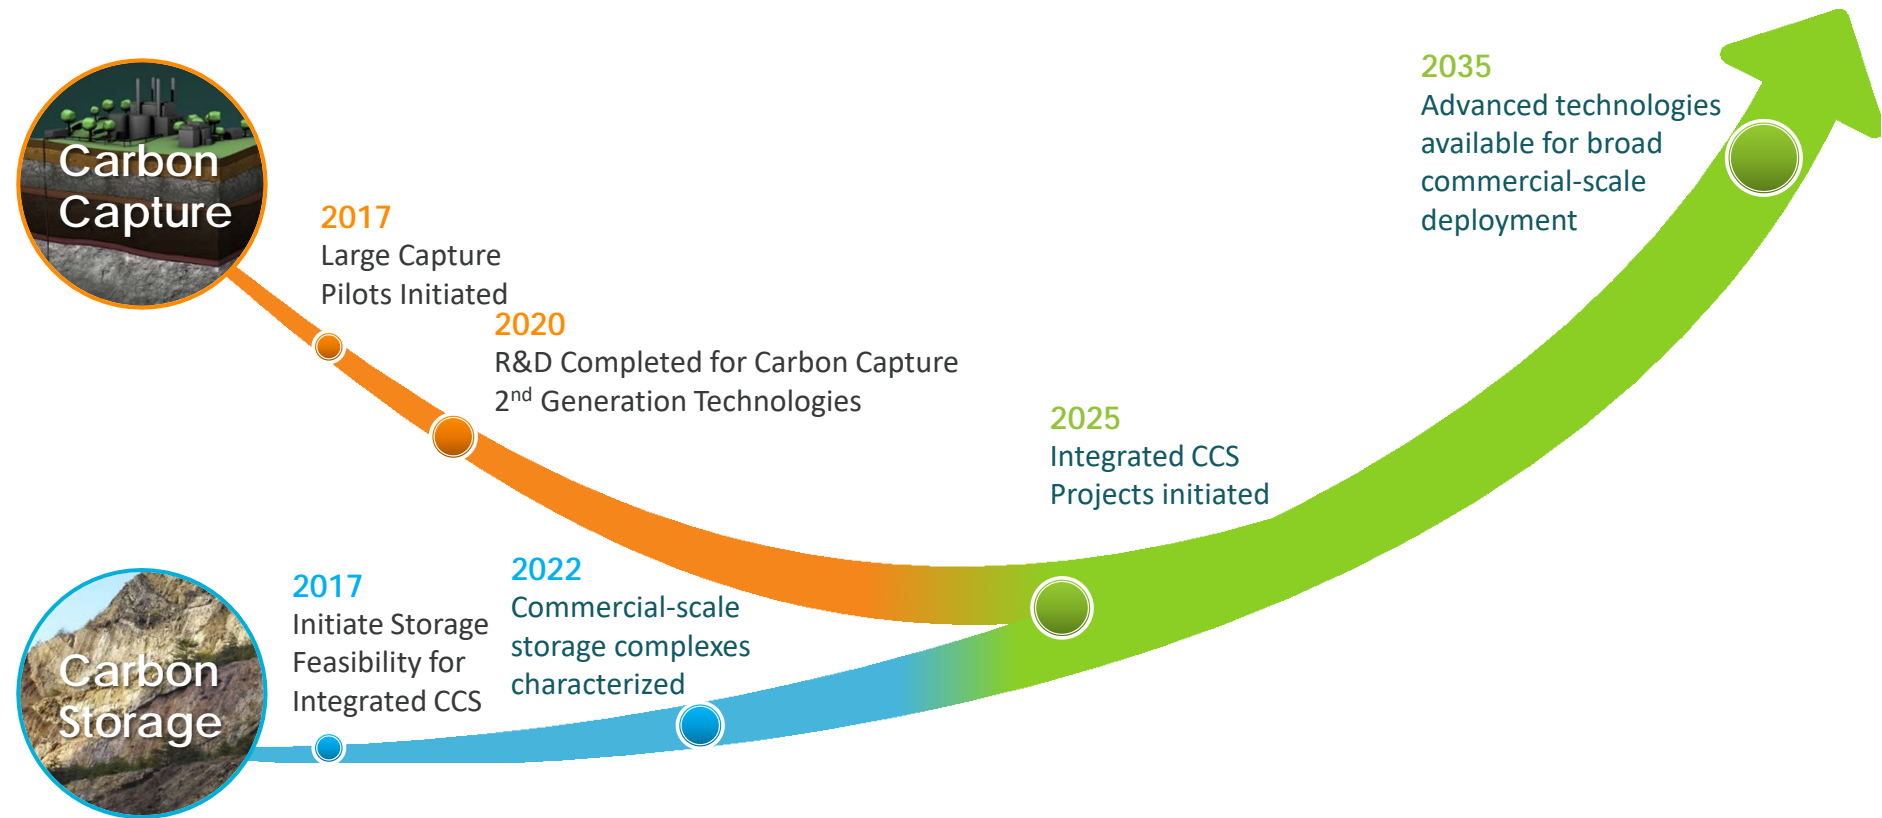 Carbon
Capture
2017
Large Capture
Pilots Initiated
2020
R&D Completed for Carbon Capture
2nd Generation Technologies
2035
Advanced technologies
available for broad
commercial-scale
deployment
2025
Integrated CCS
Projects initiated
Carbon
Storage
2017
Initiate Storage
Feasibility for
Integrated CCS
2022
Commercial-scale
storage complexes
characterized